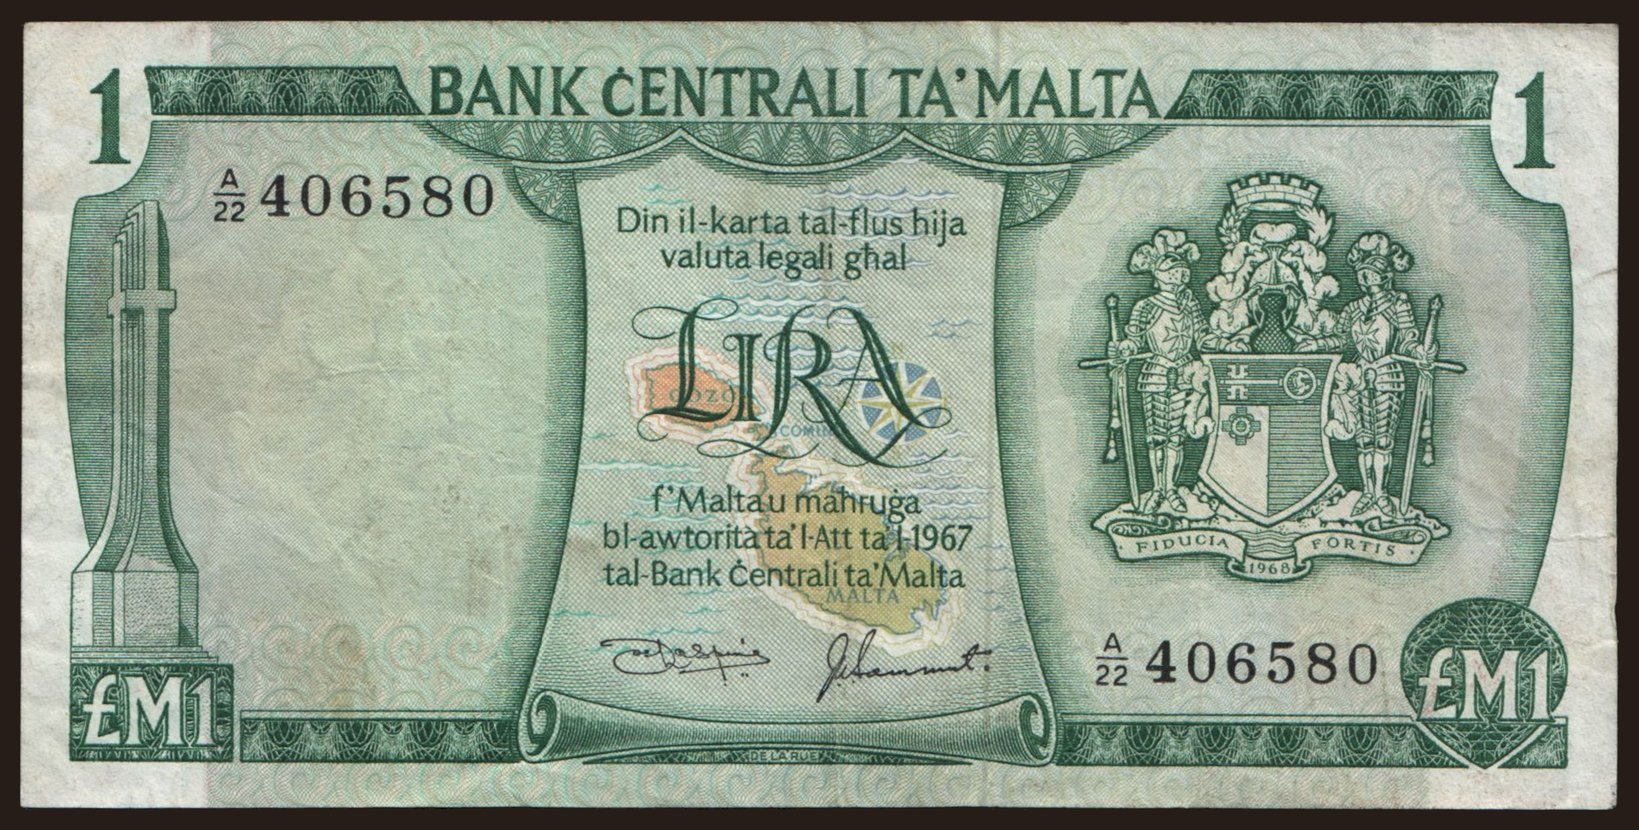 1 BANK ĊENTRALI TA' MALTA 1
A/22 406580
Din il-karta tal-flus hija
valuta legali għal
LIRA
GOZO
COMINO
f'Malta u maħruġa
bl-awtorita ta' l-Att ta l-1967
tal-Bank Ċentrali ta' Malta
MALTA
FIDUCIA FORTIS
1968
A/22 406580
£M1
£M1
DE LA RUE